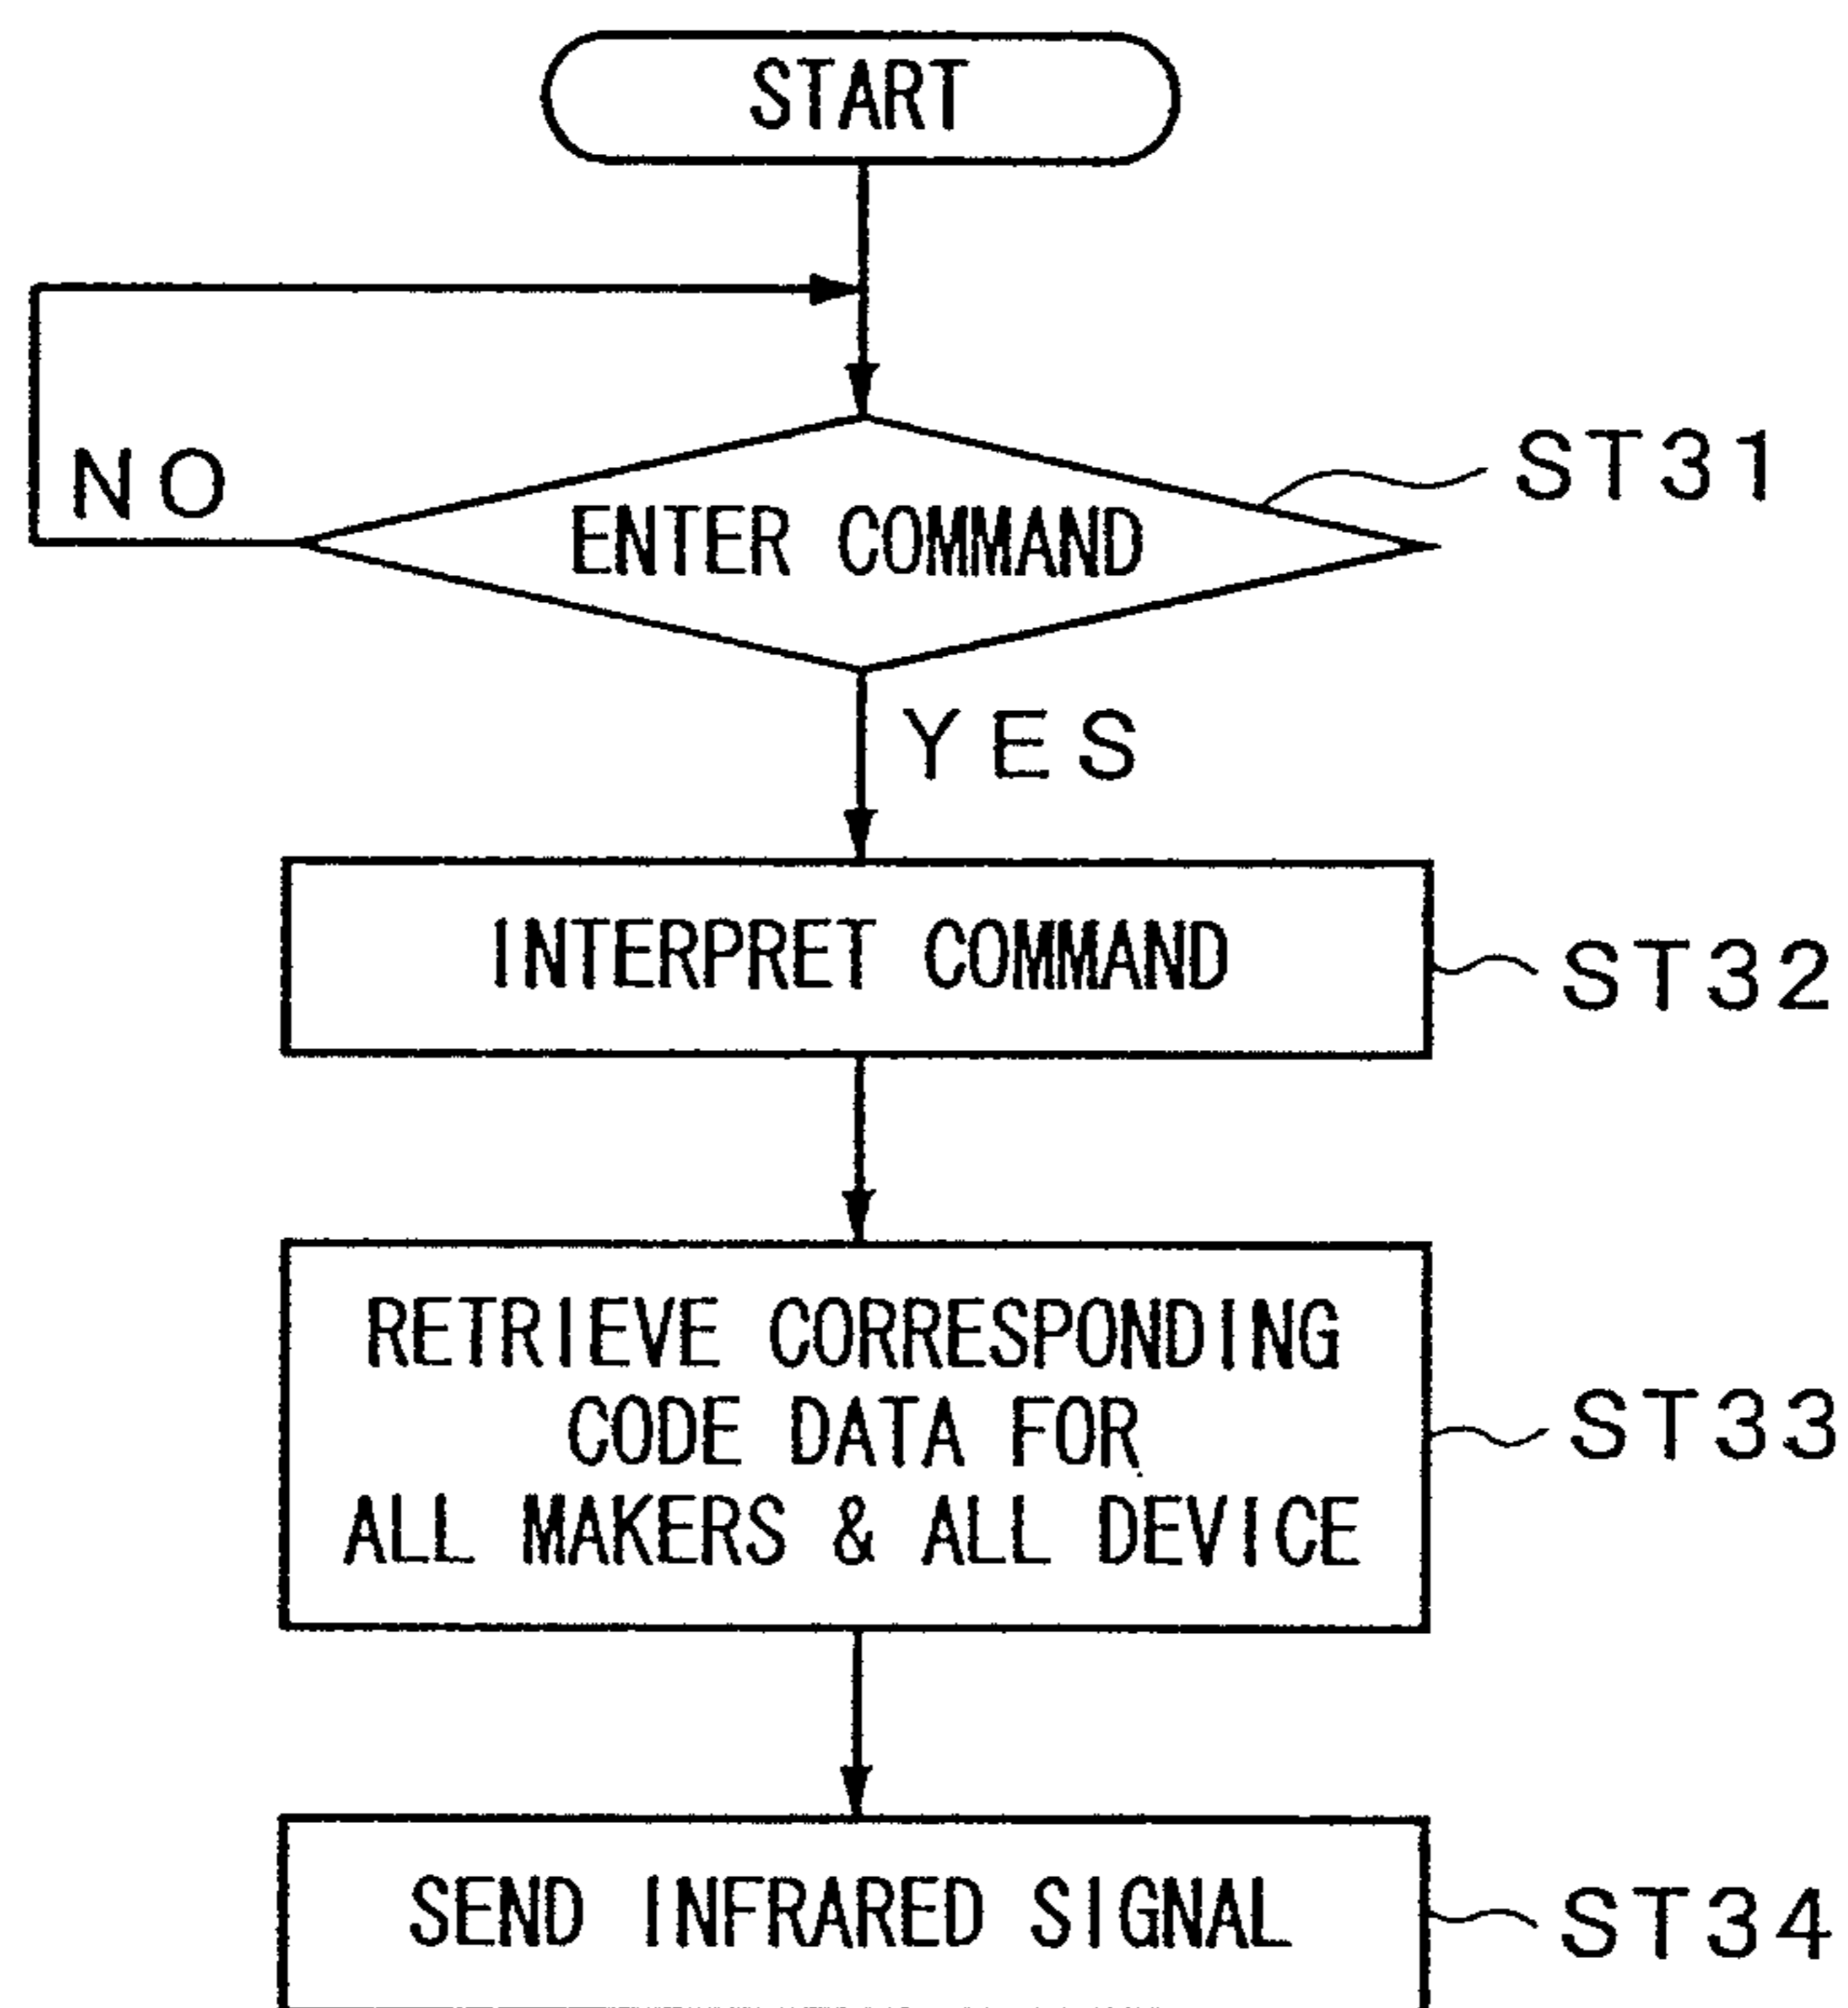 START
NO
ENTER COMMAND
ST31
YES
INTERPRET COMMAND
ST32
RETRIEVE CORRESPONDING
CODE DATA FOR
ALL MAKERS & ALL DEVICE
ST33
SEND INFRARED SIGNAL
ST34